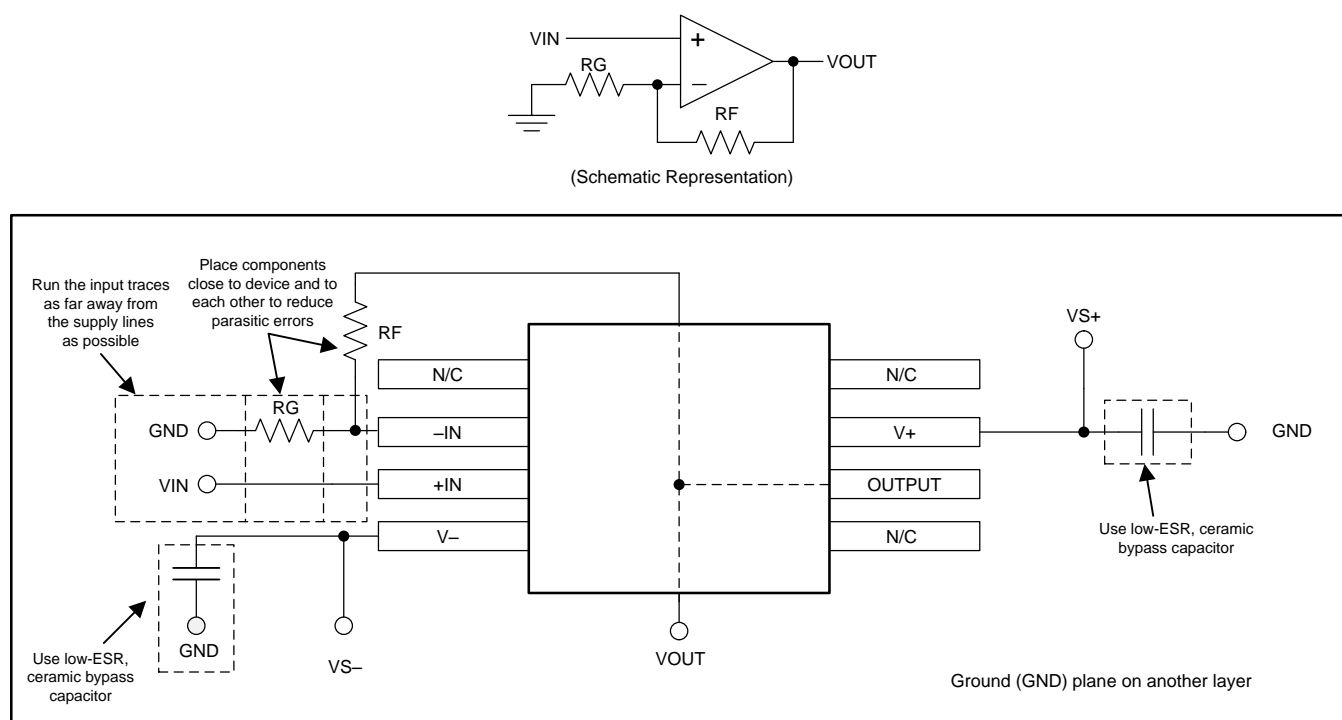 VIN
+
RG
–
VOUT
RF
(Schematic Representation)
Place components
close to device and to
each other to reduce
parasitic errors
Run the input traces
as far away from
the supply lines
as possible
RF
VS+
N/C
N/C
RG
GND
–IN
V+
GND
VIN
+IN
OUTPUT
V–
N/C
Use low-ESR, ceramic
bypass capacitor
GND
VS–
VOUT
Use low-ESR,
ceramic bypass
capacitor
Ground (GND) plane on another layer